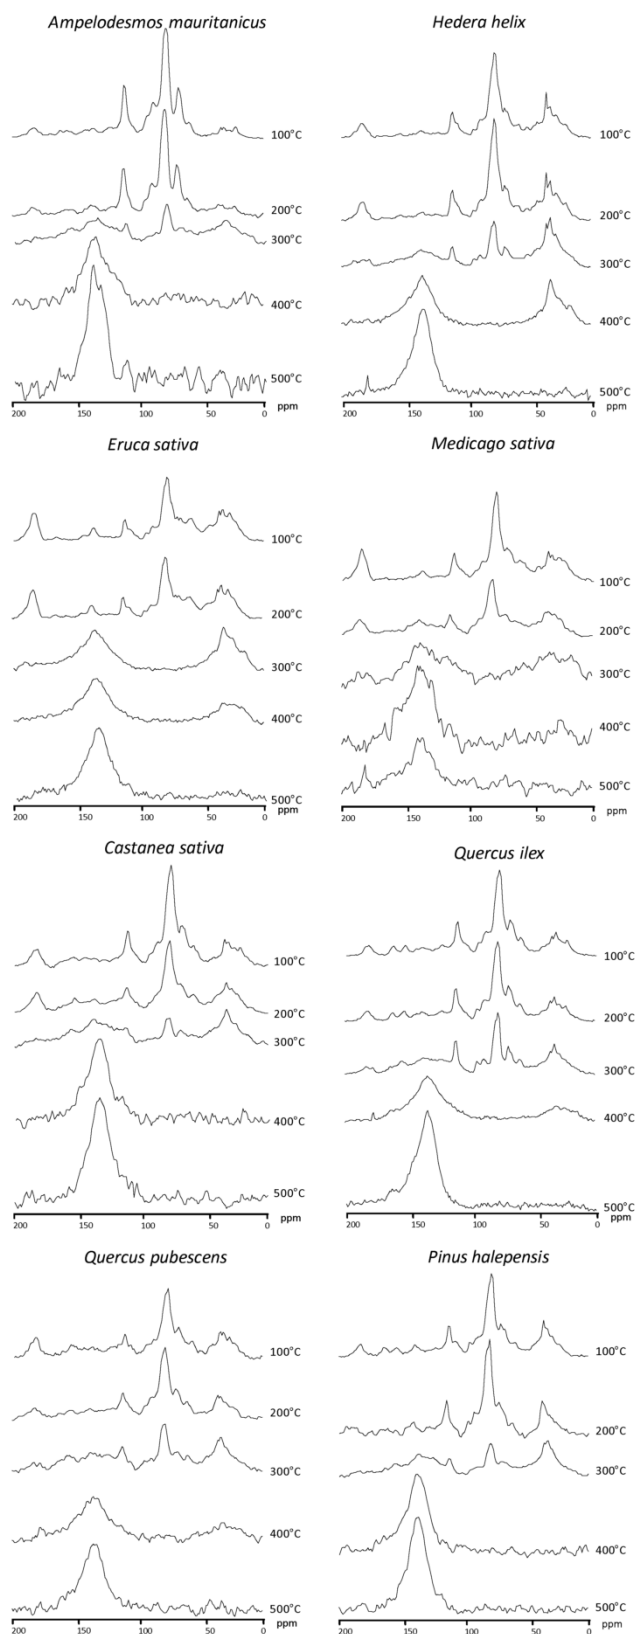 Ampelodesmos mauritanicus
100°C
200°C
300°C
400°C
500°C
ppm
200 150 100 50 0
Hedera helix
100°C
200°C
300°C
400°C
500°C
ppm
200 150 100 50 0
Eruca sativa
100°C
200°C
300°C
400°C
500°C
ppm
200 150 100 50 0
Medicago sativa
100°C
200°C
300°C
400°C
500°C
ppm
200 150 100 50 0
Castanea sativa
100°C
200°C
300°C
400°C
500°C
ppm
200 150 100 50 0
Quercus ilex
100°C
200°C
300°C
400°C
500°C
ppm
200 150 100 50 0
Quercus pubescens
100°C
200°C
300°C
400°C
500°C
ppm
200 150 100 50 0
Pinus halepensis
100°C
200°C
300°C
400°C
500°C
ppm
200 150 100 50 0